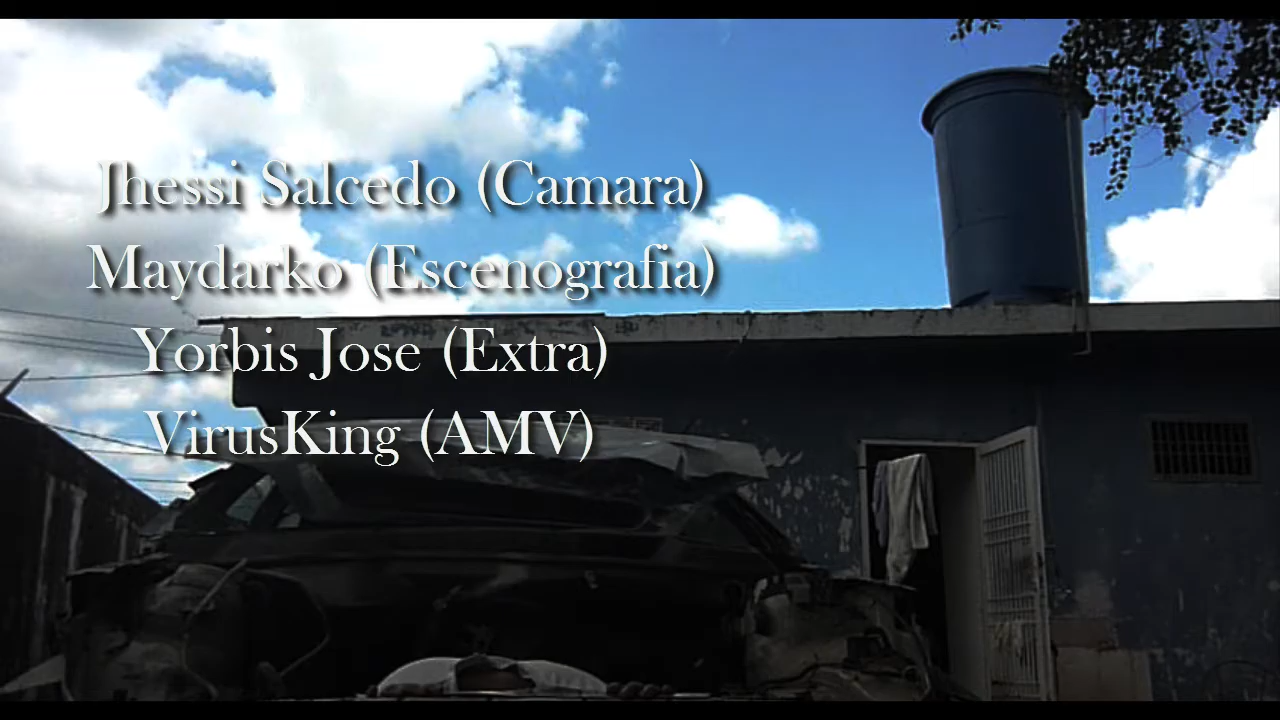 Jhessi Salcedo (Camara)
Maydarko (Escenografia)
Yorbis Jose (Extra)
VirusKing (AMV)